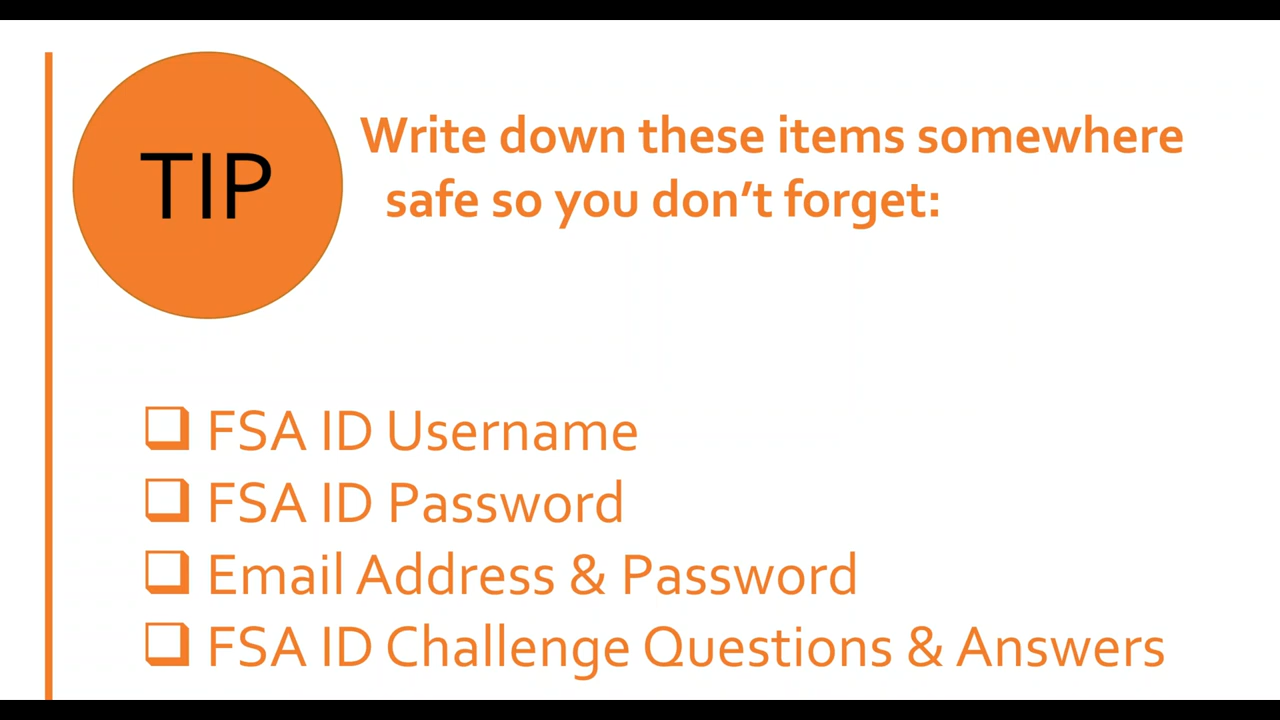 TIP
Write down these items somewhere
safe so you don’t forget:
FSA ID Username
FSA ID Password
Email Address & Password
FSA ID Challenge Questions & Answers